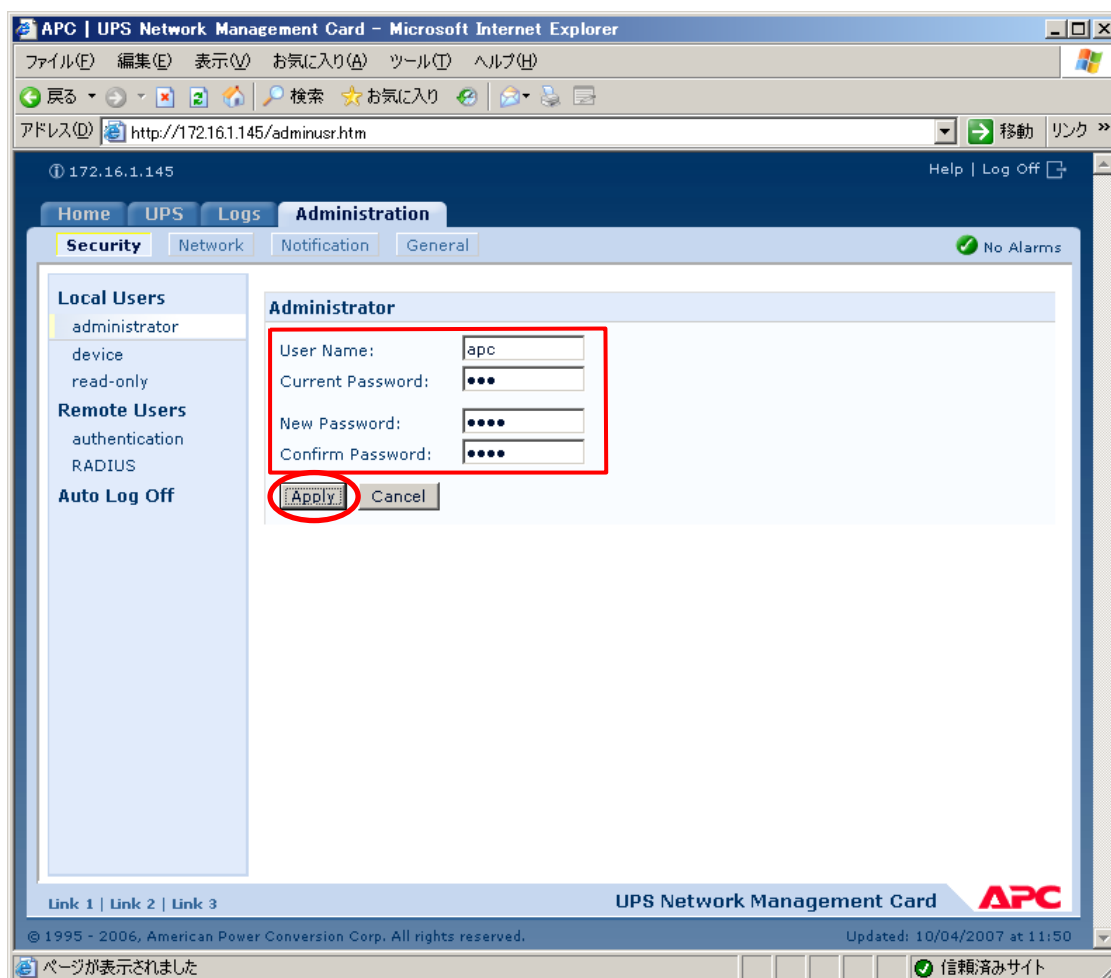 APC | UPS Network Management Card - Microsoft Internet Explorer
ファイル(F) 編集(E) 表示(V) お気に入り(A) ツール(T) ヘルプ(H)
戻る 検索 お気に入り
アドレス(D) http://172.16.1.145/adminusr.htm 移動 リンク »
172.16.1.145 Help | Log Off
Home UPS Logs Administration
Security Network Notification General No Alarms
Local Users
administrator
device
read-only
Remote Users
authentication
RADIUS
Auto Log Off
Administrator
User Name: apc
Current Password: •••
New Password: ••••
Confirm Password: ••••
Apply Cancel
Link 1 | Link 2 | Link 3 UPS Network Management Card APC
© 1995 - 2006, American Power Conversion Corp. All rights reserved. Updated: 10/04/2007 at 11:50
ページが表示されました 信頼済みサイト